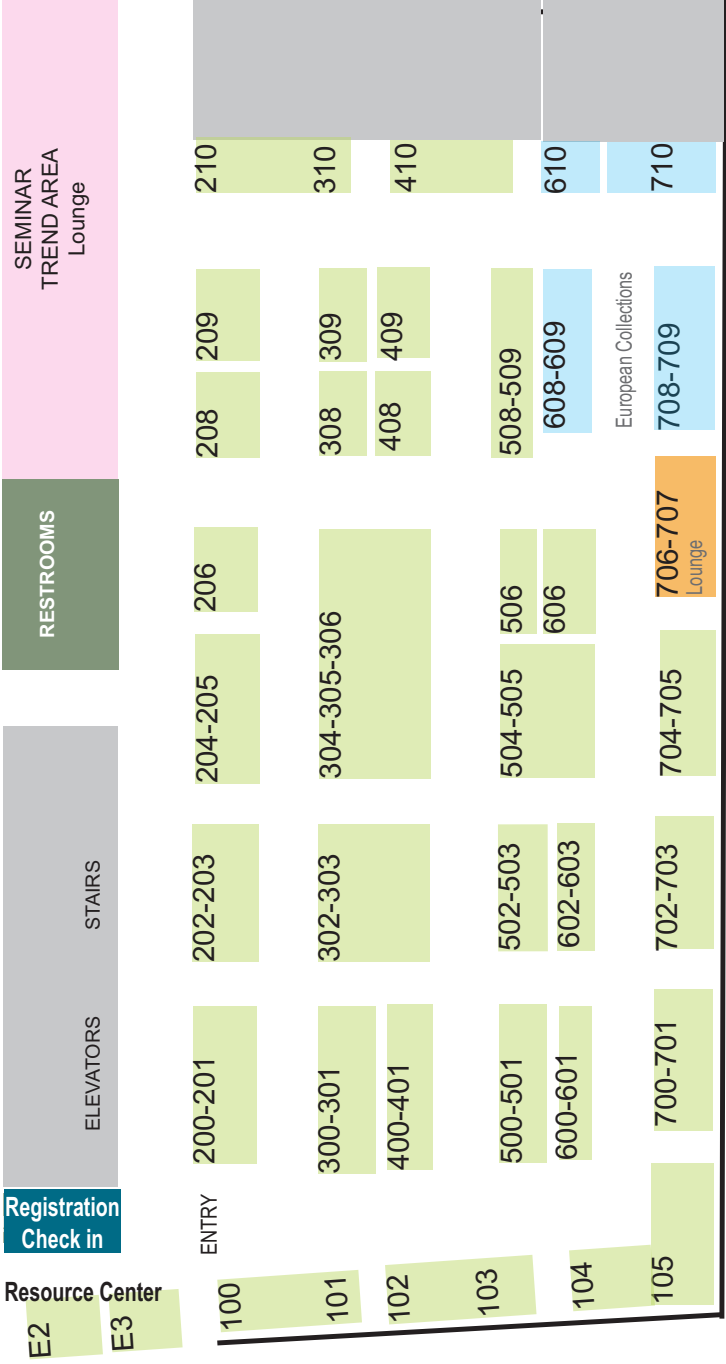 SEMINAR
TREND AREA
Lounge
210
310
410
610
710
209
309
409
208
308
408
508-509
608-609
European Collections
708-709
RESTROOMS
206
506
606
706-707
Lounge
204-205
304-305-306
504-505
704-705
STAIRS
202-203
302-303
502-503
602-603
702-703
ELEVATORS
200-201
300-301
400-401
500-501
600-601
700-701
Registration
Check in
ENTRY
Resource Center
E2
E3
100
101
102
103
104
105